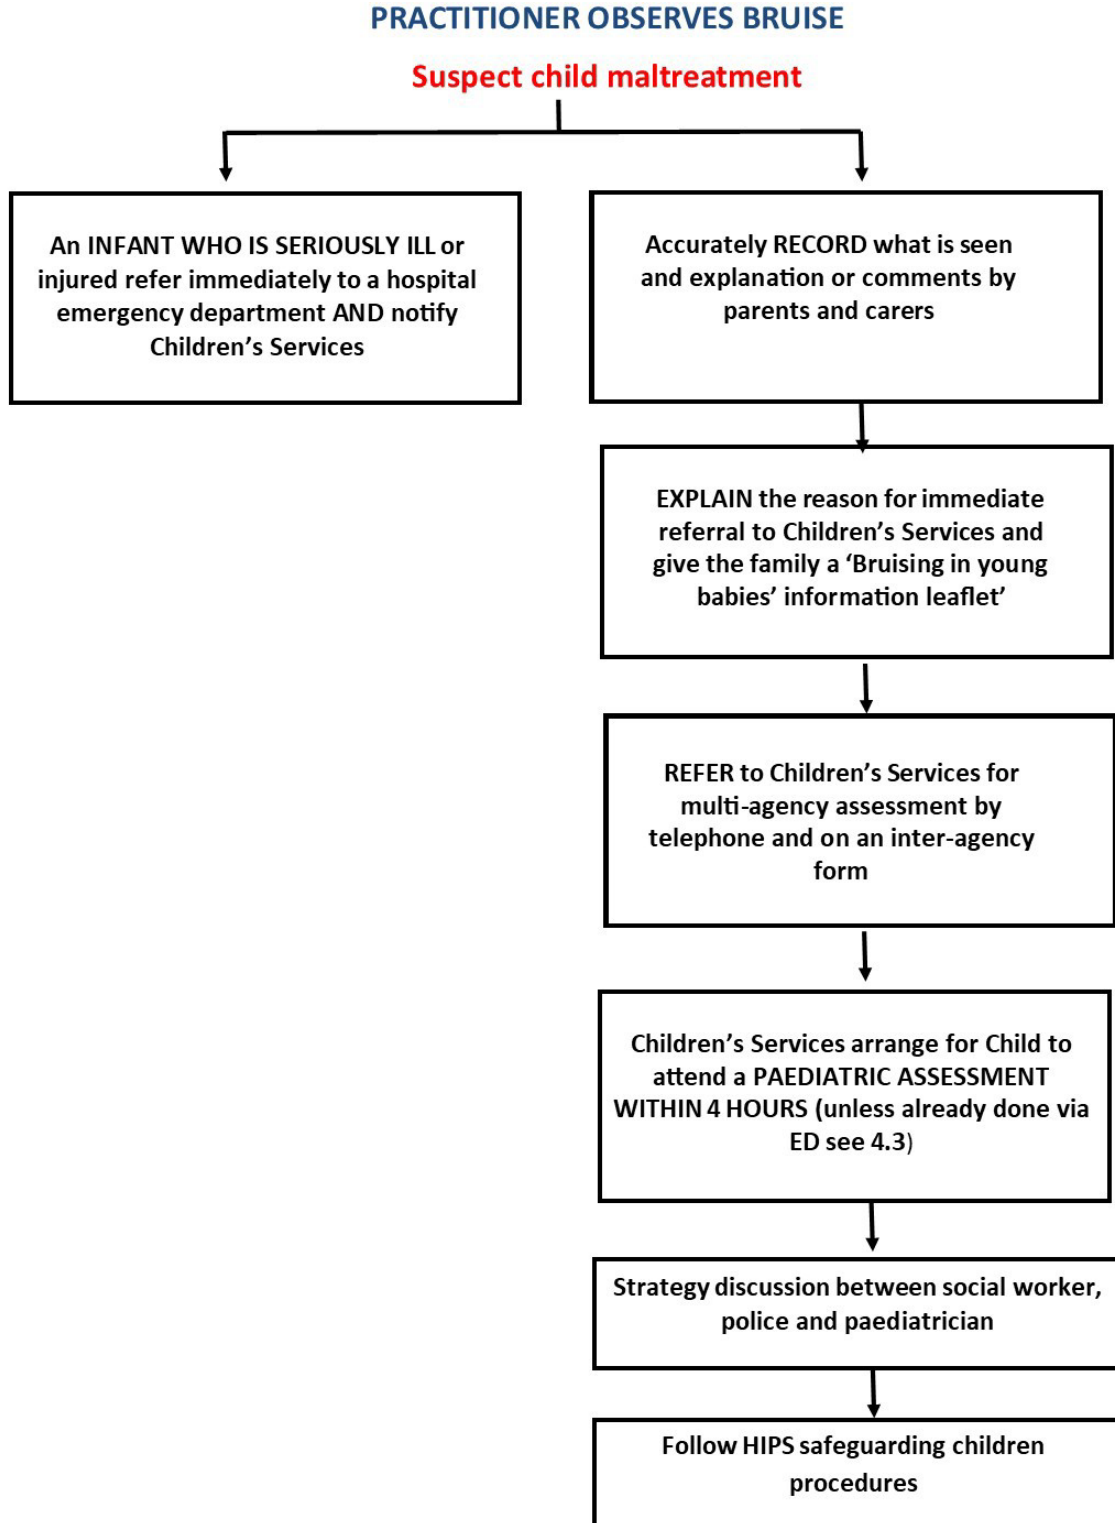 PRACTITIONER OBSERVES BRUISE
Suspect child maltreatment
An INFANT WHO IS SERIOUSLY ILL or
injured refer immediately to a hospital
emergency department AND notify
Children’s Services
Accurately RECORD what is seen
and explanation or comments by
parents and carers
EXPLAIN the reason for immediate
referral to Children’s Services and
give the family a ‘Bruising in young
babies’ information leaflet’
REFER to Children’s Services for
multi-agency assessment by
telephone and on an inter-agency
form
Children’s Services arrange for Child to
attend a PAEDIATRIC ASSESSMENT
WITHIN 4 HOURS (unless already done via
ED see 4.3)
Strategy discussion between social worker,
police and paediatrician
Follow HIPS safeguarding children
procedures